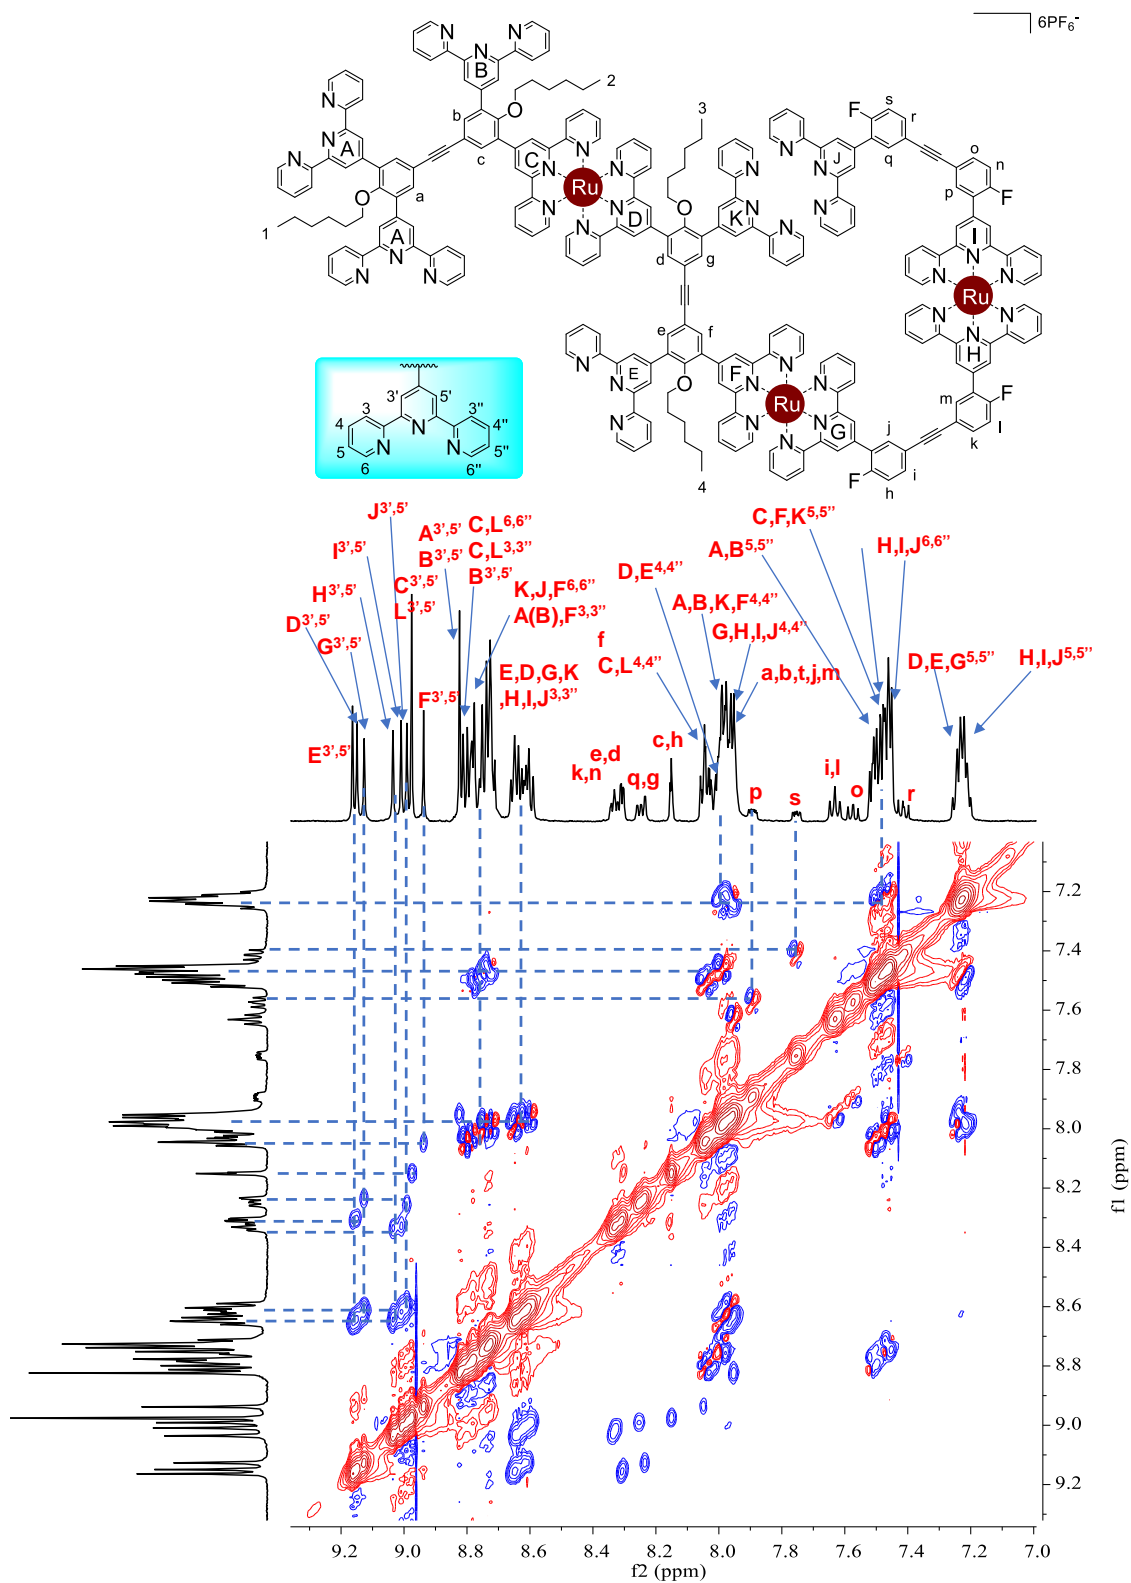 6PF6-
N N N
B
2
O
b
c
3
N N
A
a
O
1
A
N N N
C
N N N
Ru
N N N
D
d
g
O
K
N N N
J
N N N
F
s
r
q
o
n
p
F
I
N N N
Ru
N N N
H
m
F
l
k
e
f
E
N N N
O
F
N N N
Ru
N N N
G
4
j
i
F
h
3'
5'
3
3''
4
4''
5
N
N
N
5''
6
6''
J3',5'
I3',5'
H3',5'
D3',5'
G3',5'
E3',5'
C3',5'
L3',5'
F3',5'
A3',5'
B3',5'
C,L6,6''
C,L3,3''
B3',5'
K,J,F6,6''
A(B),F3,3''
E,D,G,K
,H,I,J3,3''
k,n
e,d
q,g
c,h
f
C,L4,4''
D,E4,4''
A,B,K,F4,4''
G,H,I,J4,4''
a,b,t,j,m
p
s
A,B5,5''
C,F,K5,5''
H,I,J6,6''
i,l
o
r
D,E,G5,5''
H,I,J5,5''
7.2
7.4
7.6
7.8
8.0
8.2
8.4
8.6
8.8
9.0
9.2
f1 (ppm)
9.2 9.0 8.8 8.6 8.4 8.2 8.0 7.8 7.6 7.4 7.2 7.0
f2 (ppm)